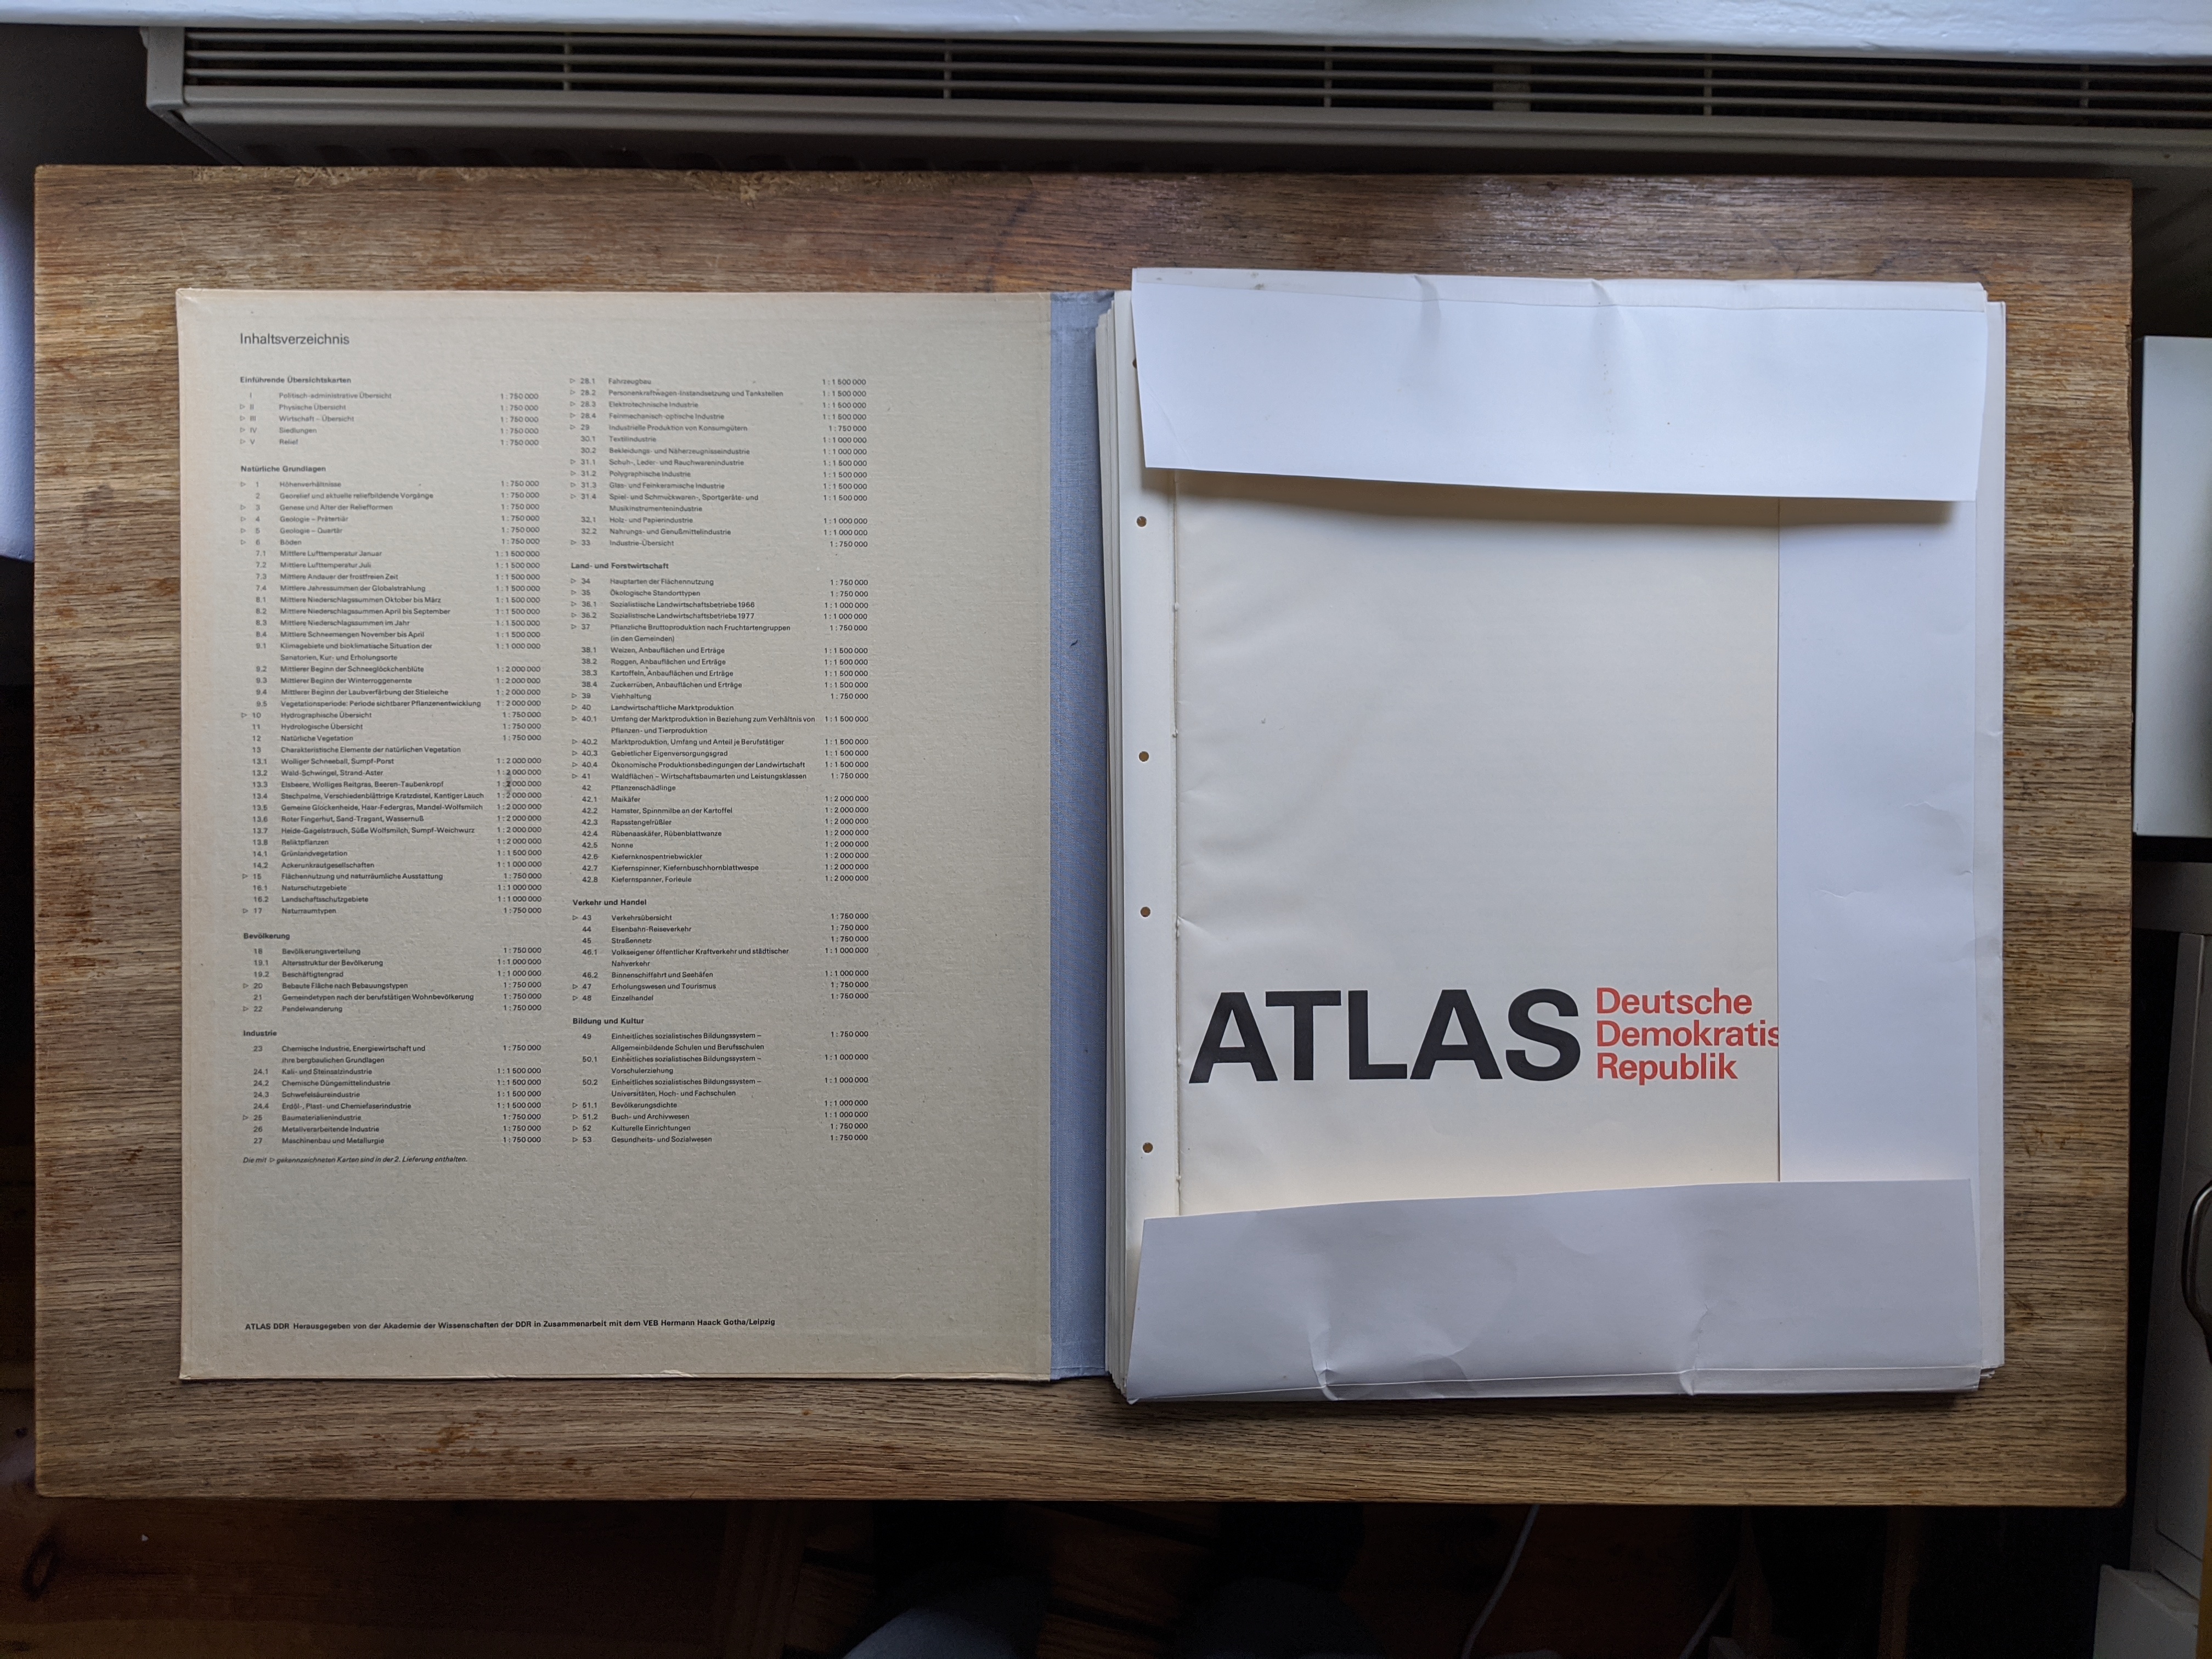 Inhaltsverzeichnis
Einführende Übersichtskarten
I Politisch-administrative Übersicht 1:750 000
▷ II Physische Übersicht 1:750 000
▷ III Wirtschaft – Übersicht 1:750 000
▷ IV Siedlungen 1:750 000
▷ V Relief 1:750 000
Natürliche Grundlagen
▷ 1 Höhenverhältnisse 1:750 000
2 Georelief und aktuelle reliefbildende Vorgänge 1:750 000
▷ 3 Genese und Alter der Reliefformen 1:750 000
▷ 4 Geologie – Prätertiär 1:750 000
▷ 5 Geologie – Quartär 1:750 000
▷ 6 Böden 1:750 000
7.1 Mittlere Lufttemperatur Januar 1:1 500 000
7.2 Mittlere Lufttemperatur Juli 1:1 500 000
7.3 Mittlere Andauer der frostfreien Zeit 1:1 500 000
7.4 Mittlere Jahressummen der Globalstrahlung 1:1 500 000
8.1 Mittlere Niederschlagssummen Oktober bis März 1:1 500 000
8.2 Mittlere Niederschlagssummen April bis September 1:1 500 000
8.3 Mittlere Niederschlagssummen im Jahr 1:1 500 000
8.4 Mittlere Schneemengen November bis April 1:1 500 000
9.1 Klimagebiete und bioklimatische Situation der 1:1 000 000
Sanatorien, Kur- und Erholungsorte
9.2 Mittlerer Beginn der Schneeglöckchenblüte 1:2 000 000
9.3 Mittlerer Beginn der Winterroggenernte 1:2 000 000
9.4 Mittlerer Beginn der Laubverfärbung der Stieleiche 1:2 000 000
9.5 Vegetationsperiode: Periode sichtbarer Pflanzenentwicklung 1:2 000 000
▷ 10 Hydrographische Übersicht 1:750 000
11 Hydrologische Übersicht 1:750 000
12 Natürliche Vegetation 1:750 000
13 Charakteristische Elemente der natürlichen Vegetation
13.1 Wolliger Schneeball, Sumpf-Porst 1:2 000 000
13.2 Wald-Schwingel, Strand-Aster 1:2 000 000
13.3 Elsbeere, Wolliges Reitgras, Beeren-Taubenkropf 1:2 000 000
13.4 Stechpalme, Verschiedenblättrige Kratzdistel, Kantiger Lauch 1:2 000 000
13.5 Gemeine Glockenheide, Haar-Federgras, Mandel-Wolfsmilch 1:2 000 000
13.6 Roter Fingerhut, Sand-Tragant, Wassernuß 1:2 000 000
13.7 Heide-Gagelstrauch, Süße Wolfsmilch, Sumpf-Weichwurz 1:2 000 000
13.8 Reliktpflanzen 1:2 000 000
14.1 Grünlandvegetation 1:1 500 000
14.2 Ackerunkrautgesellschaften 1:1 000 000
▷ 15 Flächennutzung und naturräumliche Ausstattung 1:750 000
16.1 Naturschutzgebiete 1:1 000 000
16.2 Landschaftsschutzgebiete 1:1 000 000
▷ 17 Naturraumtypen 1:750 000
Bevölkerung
18 Bevölkerungsverteilung 1:750 000
19.1 Altersstruktur der Bevölkerung 1:1 000 000
19.2 Beschäftigtengrad 1:1 000 000
▷ 20 Bebaute Fläche nach Bebauungstypen 1:750 000
21 Gemeindetypen nach der berufstätigen Wohnbevölkerung 1:750 000
▷ 22 Pendelwanderung 1:750 000
Industrie
23 Chemische Industrie, Energiewirtschaft und 1:750 000
ihre bergbaulichen Grundlagen
24.1 Kali- und Steinsalzindustrie 1:1 500 000
24.2 Chemische Düngemittelindustrie 1:1 500 000
24.3 Schwefelsäureindustrie 1:1 500 000
24.4 Erdöl-, Plast- und Chemiefaserindustrie 1:1 500 000
▷ 25 Baumaterialienindustrie 1:750 000
26 Metallverarbeitende Industrie 1:750 000
27 Maschinenbau und Metallurgie 1:750 000
Die mit ▷ gekennzeichneten Karten sind in der 2. Lieferung enthalten.
▷ 28.1 Fahrzeugbau 1:1 500 000
▷ 28.2 Personenkraftwagen-Instandsetzung und Tankstellen 1:1 500 000
▷ 28.3 Elektrotechnische Industrie 1:1 500 000
▷ 28.4 Feinmechanisch-optische Industrie 1:1 500 000
▷ 29 Industrielle Produktion von Konsumgütern 1:750 000
30.1 Textilindustrie 1:1 000 000
30.2 Bekleidungs- und Näherzeugnisseindustrie 1:1 000 000
▷ 31.1 Schuh-, Leder- und Rauchwarenindustrie 1:1 500 000
▷ 31.2 Polygraphische Industrie 1:1 500 000
▷ 31.3 Glas- und Feinkeramische Industrie 1:1 500 000
▷ 31.4 Spiel- und Schmuckwaren-, Sportgeräte- und 1:1 500 000
Musikinstrumentenindustrie
32.1 Holz- und Papierindustrie 1:1 000 000
32.2 Nahrungs- und Genußmittelindustrie 1:1 000 000
▷ 33 Industrie-Übersicht 1:750 000
Land- und Forstwirtschaft
▷ 34 Hauptarten der Flächennutzung 1:750 000
▷ 35 Ökologische Standorttypen 1:750 000
▷ 36.1 Sozialistische Landwirtschaftsbetriebe 1966 1:1 000 000
▷ 36.2 Sozialistische Landwirtschaftsbetriebe 1977 1:1 000 000
▷ 37 Pflanzliche Bruttoproduktion nach Fruchtartengruppen 1:750 000
(in den Gemeinden)
38.1 Weizen, Anbauflächen und Erträge 1:1 500 000
38.2 Roggen, Anbauflächen und Erträge 1:1 500 000
38.3 Kartoffeln, Anbauflächen und Erträge 1:1 500 000
38.4 Zuckerrüben, Anbauflächen und Erträge 1:1 500 000
▷ 39 Viehhaltung 1:750 000
▷ 40 Landwirtschaftliche Marktproduktion
▷ 40.1 Umfang der Marktproduktion in Beziehung zum Verhältnis von 1:1 500 000
Pflanzen- und Tierproduktion
▷ 40.2 Marktproduktion, Umfang und Anteil je Berufstätiger 1:1 500 000
▷ 40.3 Gebietlicher Eigenversorgungsgrad 1:1 500 000
▷ 40.4 Ökonomische Produktionsbedingungen der Landwirtschaft 1:1 500 000
▷ 41 Waldflächen – Wirtschaftsbaumarten und Leistungsklassen 1:750 000
42 Pflanzenschädlinge
42.1 Maikäfer 1:2 000 000
42.2 Hamster, Spinnmilbe an der Kartoffel 1:2 000 000
42.3 Rapsstengelrüßler 1:2 000 000
42.4 Rübenaaskäfer, Rübenblattwanze 1:2 000 000
42.5 Nonne 1:2 000 000
42.6 Kiefernknospentriebwickler 1:2 000 000
42.7 Kiefernspinner, Kiefernbuschhornblattwespe 1:2 000 000
42.8 Kiefernspanner, Forleule 1:2 000 000
Verkehr und Handel
▷ 43 Verkehrsübersicht 1:750 000
44 Eisenbahn-Reiseverkehr 1:750 000
45 Straßennetz 1:750 000
46.1 Volkseigener öffentlicher Kraftverkehr und städtischer 1:1 000 000
Nahverkehr
46.2 Binnenschiffahrt und Seehäfen 1:1 000 000
▷ 47 Erholungswesen und Tourismus 1:750 000
▷ 48 Einzelhandel 1:750 000
Bildung und Kultur
49 Einheitliches sozialistisches Bildungssystem – 1:750 000
Allgemeinbildende Schulen und Berufsschulen
50.1 Einheitliches sozialistisches Bildungssystem – 1:1 000 000
Vorschulerziehung
50.2 Einheitliches sozialistisches Bildungssystem – 1:1 000 000
Universitäten, Hoch- und Fachschulen
▷ 51.1 Bevölkerungsdichte 1:1 000 000
▷ 51.2 Buch- und Archivwesen 1:1 000 000
▷ 52 Kulturelle Einrichtungen 1:750 000
▷ 53 Gesundheits- und Sozialwesen 1:750 000
ATLAS DDR Herausgegeben von der Akademie der Wissenschaften der DDR in Zusammenarbeit mit dem VEB Hermann Haack Gotha/Leipzig
ATLAS
Deutsche
Demokratis
Republik